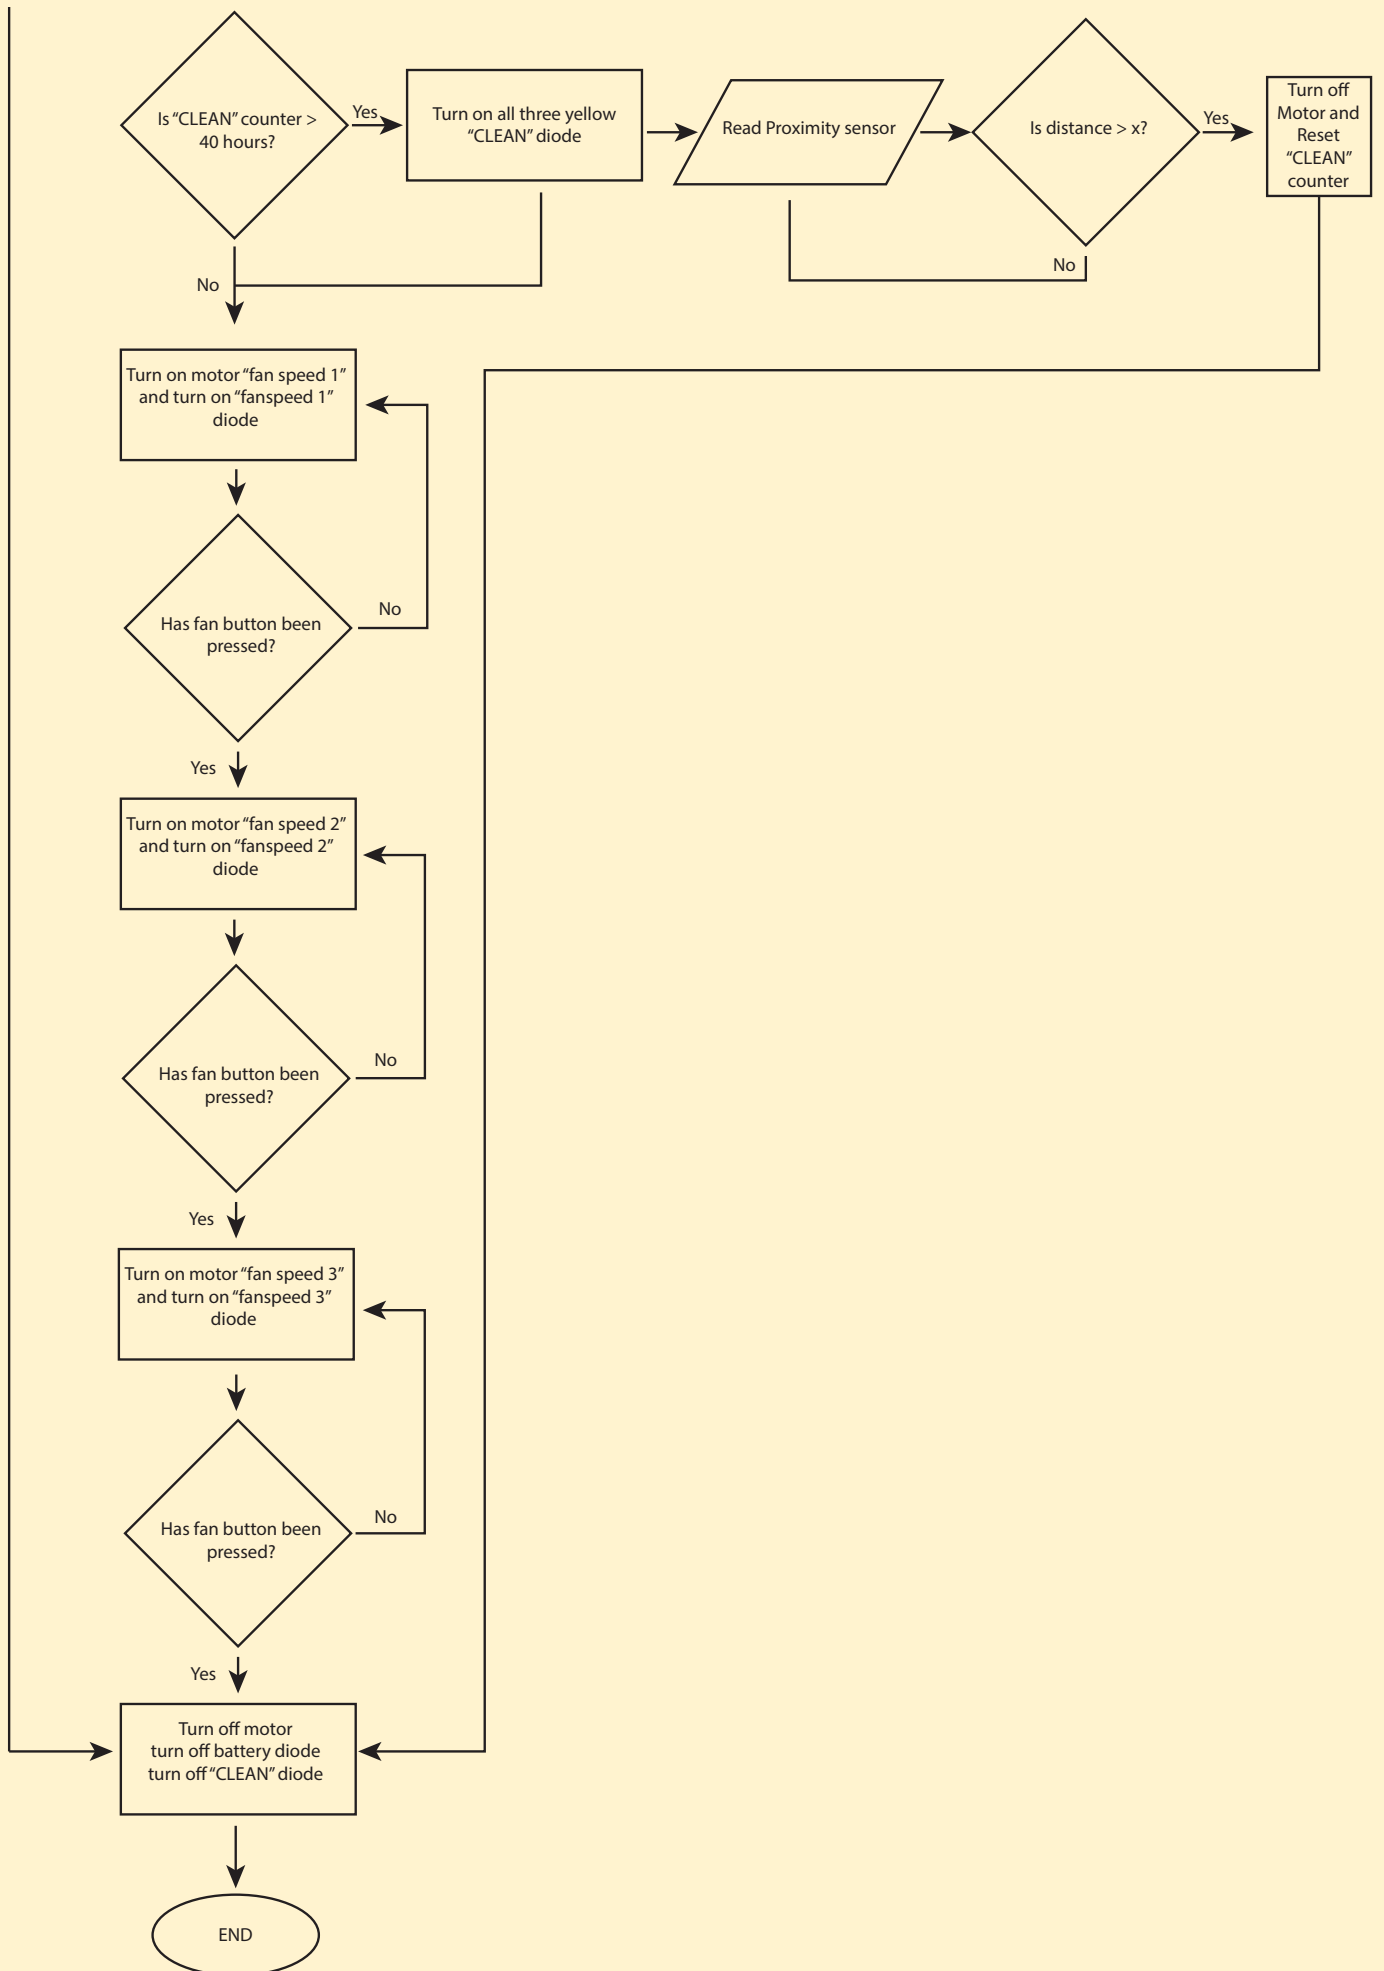 Is “CLEAN” counter >
40 hours?
Yes
Turn on all three yellow
“CLEAN” diode
Read Proximity sensor
Is distance > x?
Yes
Turn off
Motor and
Reset
“CLEAN”
counter
No
No
Turn on motor “fan speed 1”
and turn on “fanspeed 1”
diode
Has fan button been
pressed?
No
Yes
Turn on motor “fan speed 2”
and turn on “fanspeed 2”
diode
Has fan button been
pressed?
No
Yes
Turn on motor “fan speed 3”
and turn on “fanspeed 3”
diode
Has fan button been
pressed?
No
Yes
Turn off motor
turn off battery diode
turn off “CLEAN” diode
END